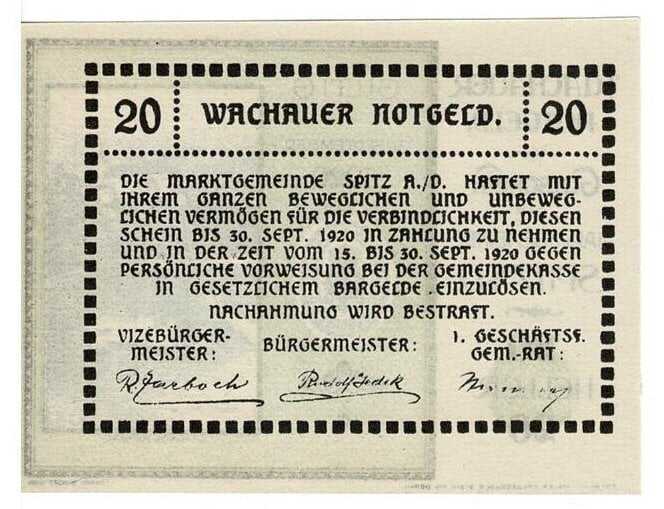 20 WACHAUER NOTGELD. 20
DIE MARKTGEMEINDE SPITZ A./D. HAFTET MIT
IHREM GANZEN BEWEGLICHEN UND UNBEWEG-
LICHEN VERMÖGEN FÜR DIE VERBINDLICHKEIT, DIESEN
SCHEIN BIS 30. SEPT. 1920 IN ZAHLUNG ZU NEHMEN
UND IN DER ZEIT VOM 15. BIS 30. SEPT. 1920 GEGEN
PERSÖNLICHE VORWEISUNG BEI DER GEMEINDEKASSE
IN GESETZLICHEM BARGELDE EINZULÖSEN.
NACHAHMUNG WIRD BESTRAFT.
VIZEBÜRGER-
MEISTER:
BÜRGERMEISTER:
1. GESCHÄFTSF.
GEM.-RAT: